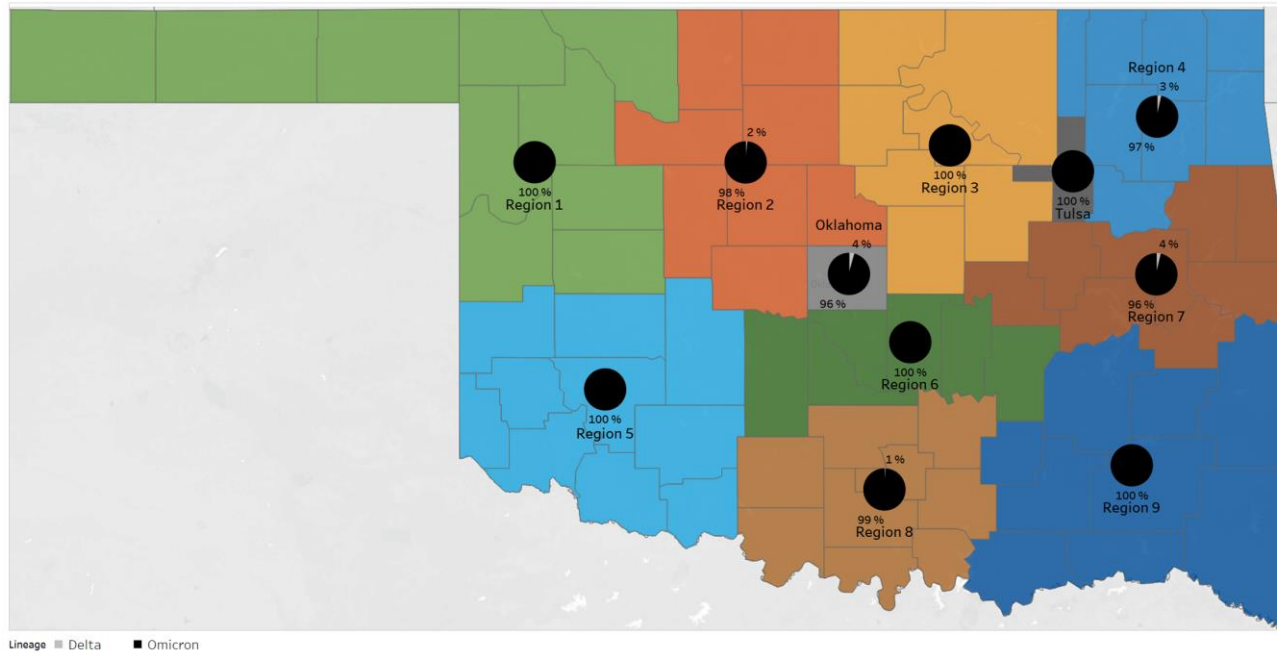 Region 4
3 %
97 %
2 %
98 %
Region 2
100 %
Region 1
100 %
Region 3
100 %
Tulsa
Oklahoma
4 %
96 %
4 %
96 %
Region 7
100 %
Region 6
100 %
Region 5
1 %
99 %
Region 8
100 %
Region 9
Lineage Delta Omicron